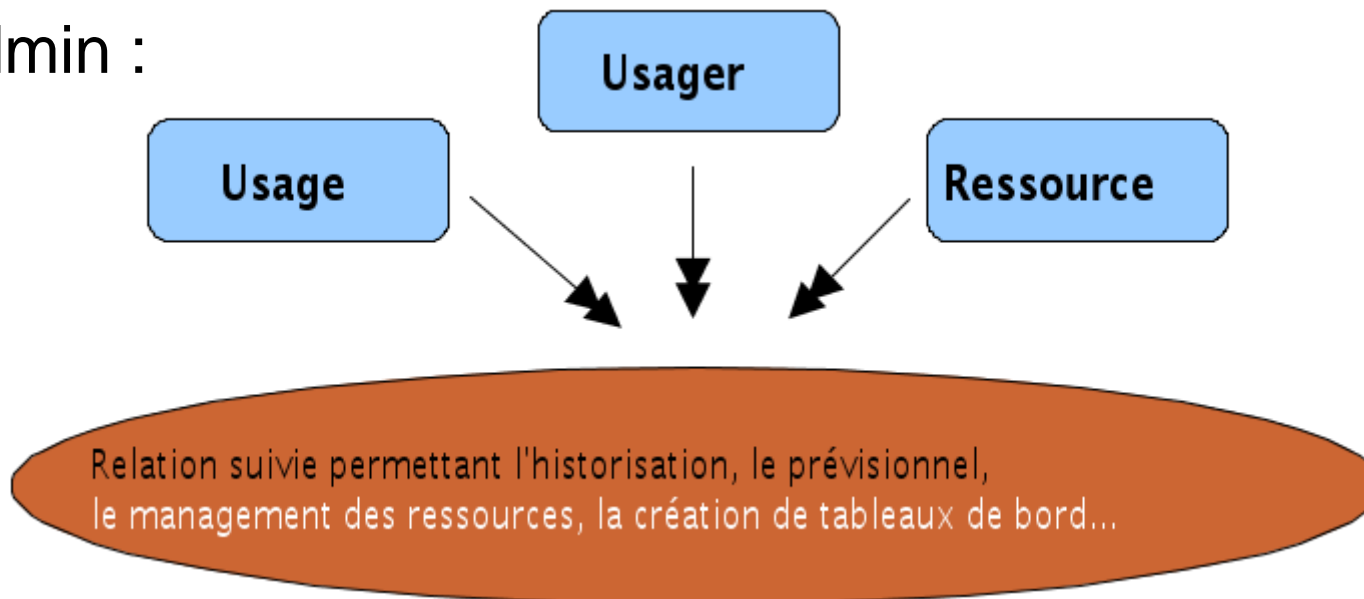 lmin :
Usager
Usage
Ressource
Relation suivie permettant l'historisation, le prévisionnel,
le management des ressources, la création de tableaux de bord...